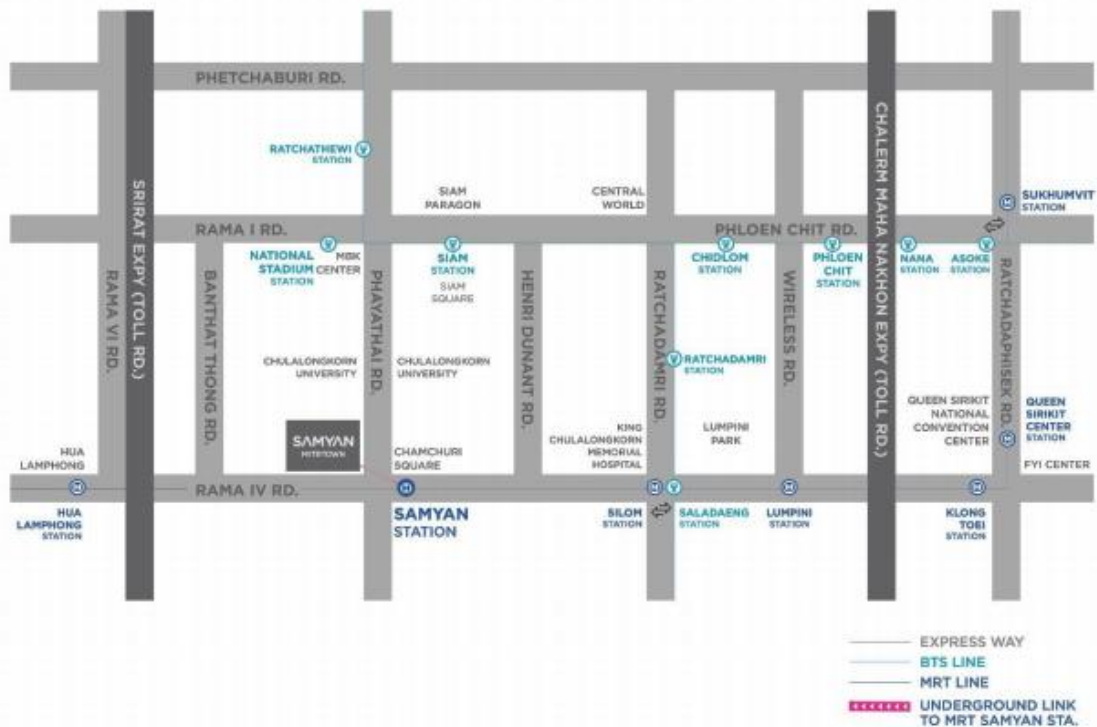 PHETCHABURI RD.
RATCHATHEWI
STATION
SIAM
PARAGON
CENTRAL
WORLD
SUKHUMVIT
STATION
RAMA I RD.
PHLOEN CHIT RD.
NATIONAL
STADIUM
STATION
MBK
CENTER
SIAM
STATION
SIAM
SQUARE
CHIDLOM
STATION
PHLOEN
CHIT
STATION
NANA
STATION
ASOKE
STATION
RAMA VI RD.
SRIRAT EXPY (TOLL RD.)
BANTHAT THONG RD.
PHAYATHAI RD.
HENRI DUNANT RD.
RATCHADAMRI RD.
WIRELESS RD.
CHALERM MAHA NAKHON EXPY (TOLL RD.)
RATCHADAPHISEK RD.
CHULALONGKORN
UNIVERSITY
CHULALONGKORN
UNIVERSITY
RATCHADAMRI
STATION
SAMYAN
MITRTOWN
CHAMCHURI
SQUARE
KING
CHULALONGKORN
MEMORIAL
HOSPITAL
LUMPINI
PARK
QUEEN SIRIKIT
NATIONAL
CONVENTION
CENTER
QUEEN
SIRIKIT
CENTER
STATION
FYI CENTER
HUA
LAMPHONG
RAMA IV RD.
HUA
LAMPHONG
STATION
SAMYAN
STATION
SILOM
STATION
SALADAENG
STATION
LUMPINI
STATION
KLONG
TOEI
STATION
EXPRESS WAY
BTS LINE
MRT LINE
UNDERGROUND LINK
TO MRT SAMYAN STA.